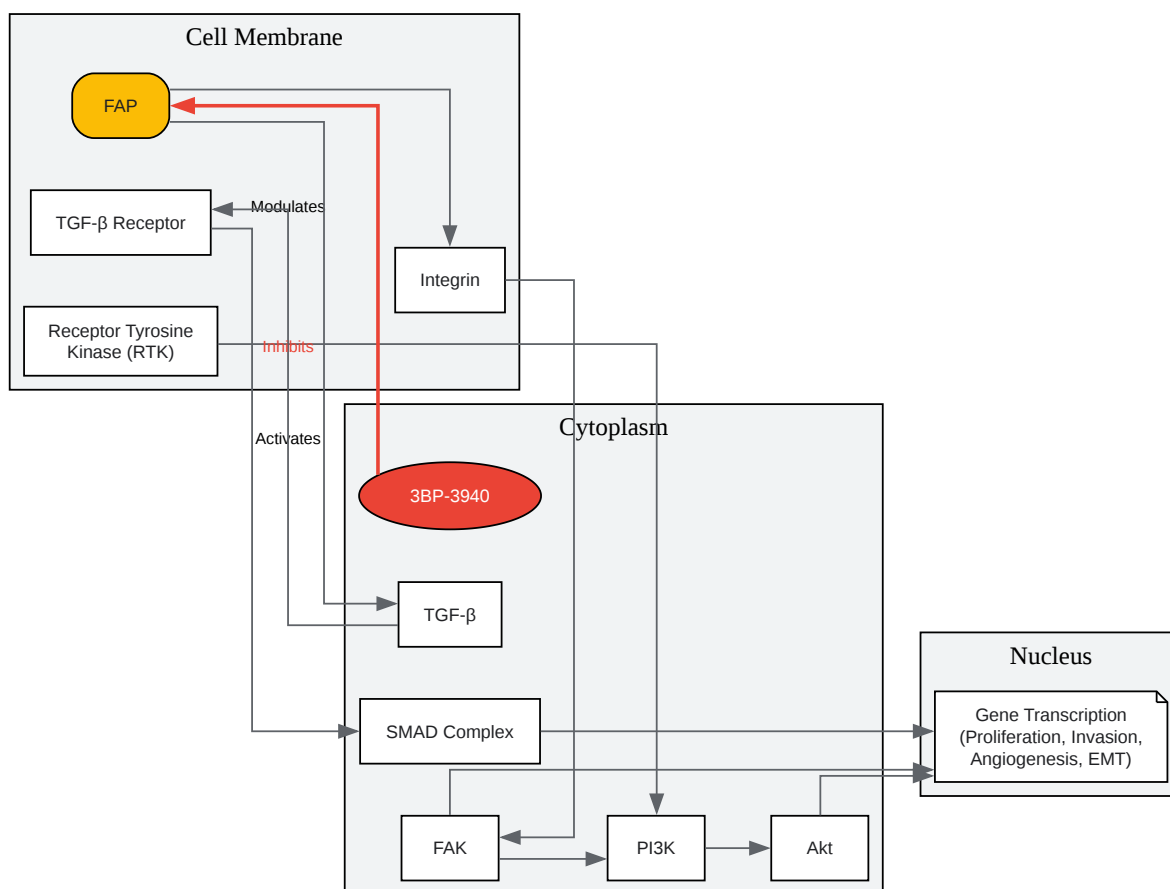 Cell Membrane
FAP
Modulates
TGF-β Receptor
Integrin
Receptor Tyrosine
Kinase (RTK)
Inhibits
Activates
Cytoplasm
3BP-3940
TGF-β
SMAD Complex
Nucleus
Gene Transcription
(Proliferation, Invasion,
Angiogenesis, EMT)
FAK
PI3K
Akt